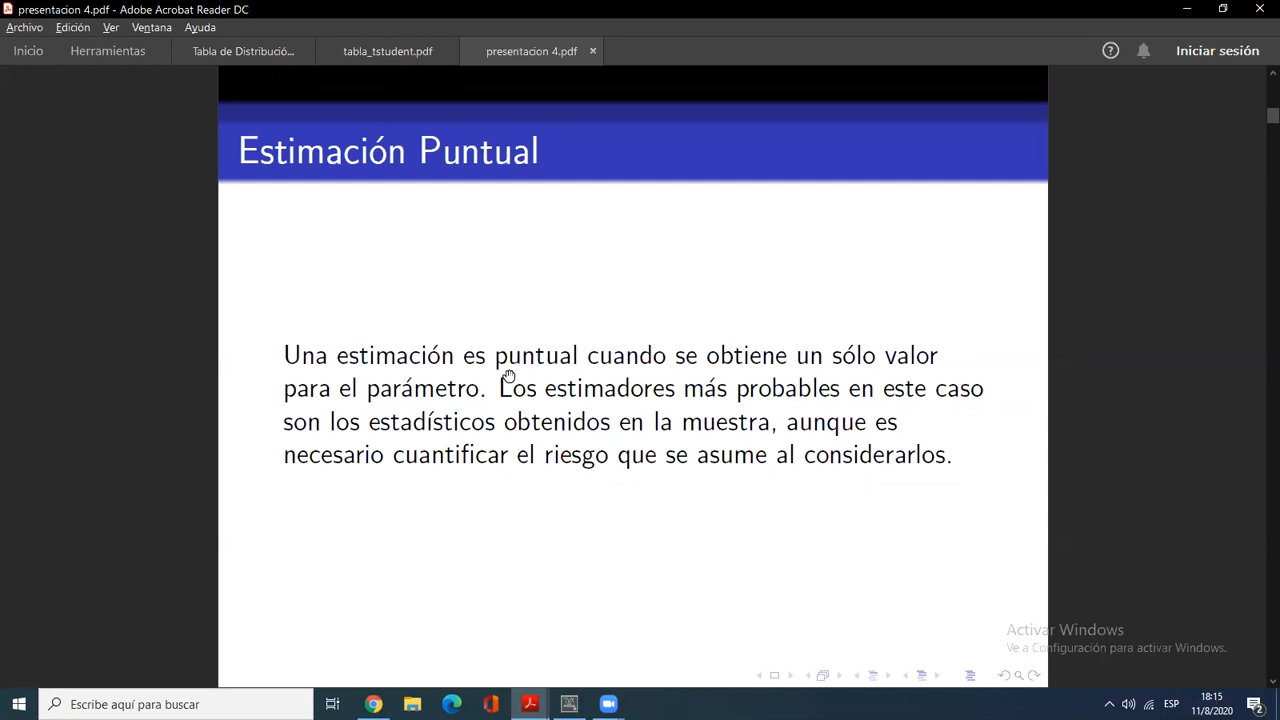 presentacion 4.pdf - Adobe Acrobat Reader DC
Archivo Edición Ver Ventana Ayuda
Inicio Herramientas Tabla de Distribució... tabla_tstudent.pdf presentacion 4.pdf × Iniciar sesión
Estimación Puntual
Una estimación es puntual cuando se obtiene un sólo valor
para el parámetro. Los estimadores más probables en este caso
son los estadísticos obtenidos en la muestra, aunque es
necesario cuantificar el riesgo que se asume al considerarlos.
Activar Windows
Ve a Configuración para activar Windows.
Escribe aquí para buscar
ESP
18:15
11/8/2020
2